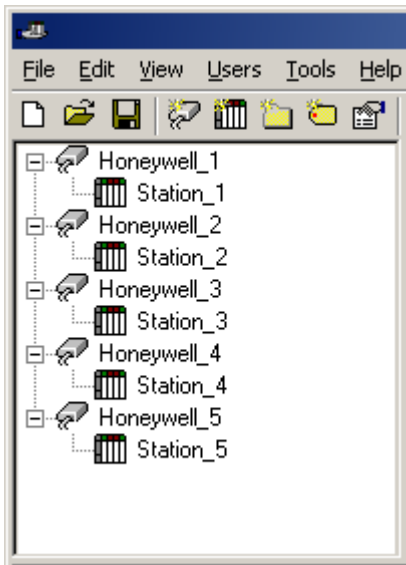 File Edit View Users Tools Help
Honeywell_1
Station_1
Honeywell_2
Station_2
Honeywell_3
Station_3
Honeywell_4
Station_4
Honeywell_5
Station_5